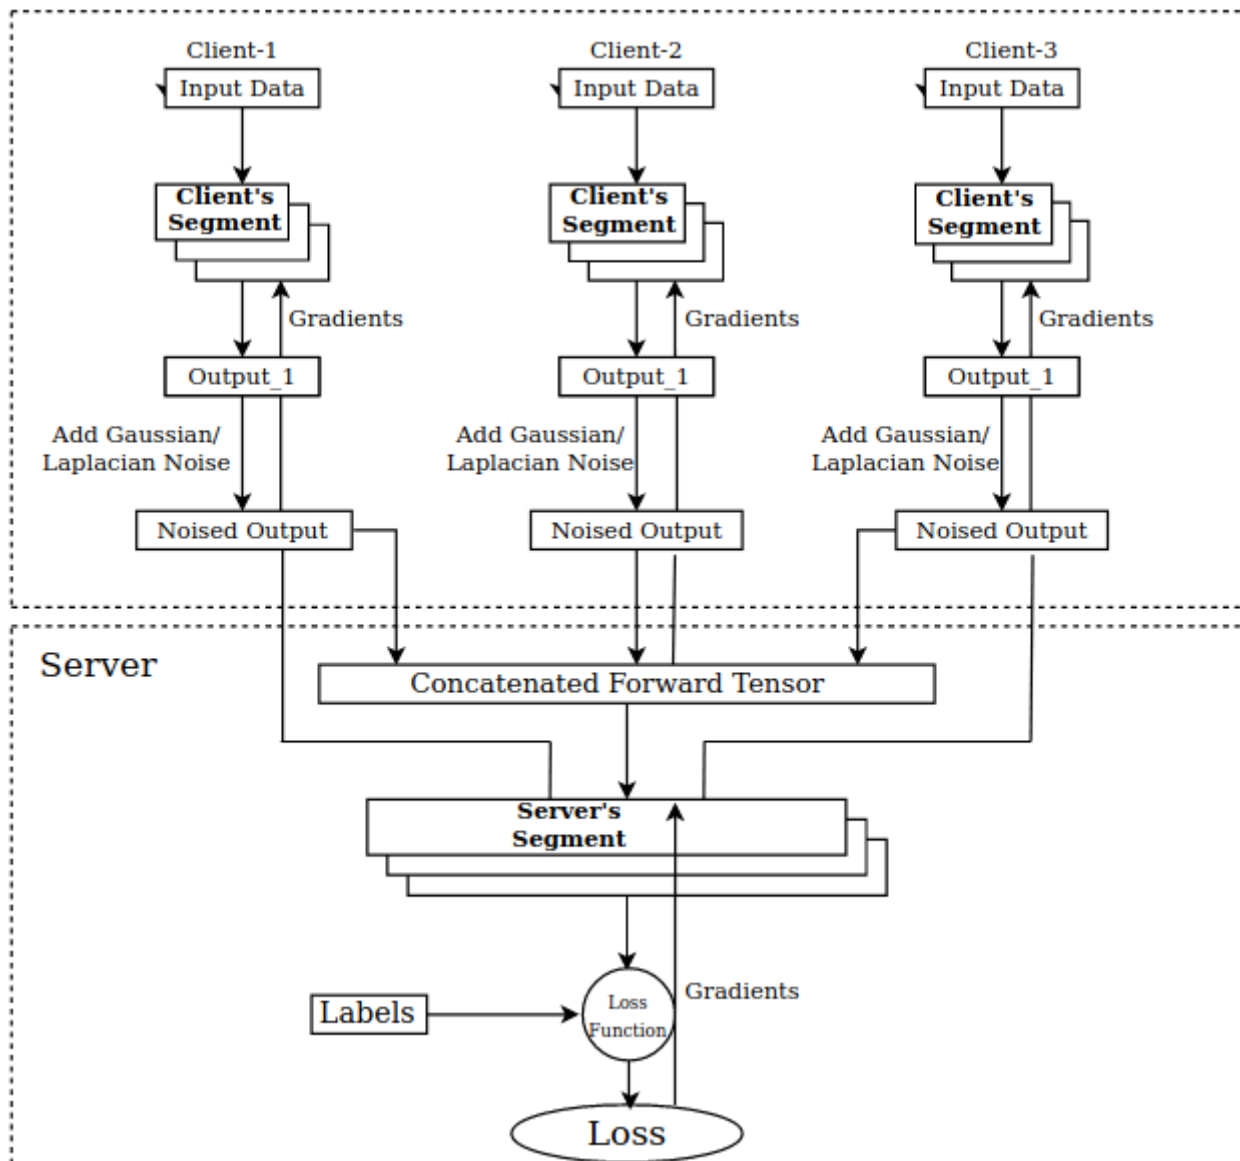 Client-1
Client-2
Client-3
Input Data
Input Data
Input Data
Client's
Segment
Client's
Segment
Client's
Segment
Gradients
Gradients
Gradients
Output_1
Output_1
Output_1
Add Gaussian/
Laplacian Noise
Add Gaussian/
Laplacian Noise
Add Gaussian/
Laplacian Noise
Noised Output
Noised Output
Noised Output
Server
Concatenated Forward Tensor
Server's
Segment
Gradients
Labels
Loss
Function
Loss